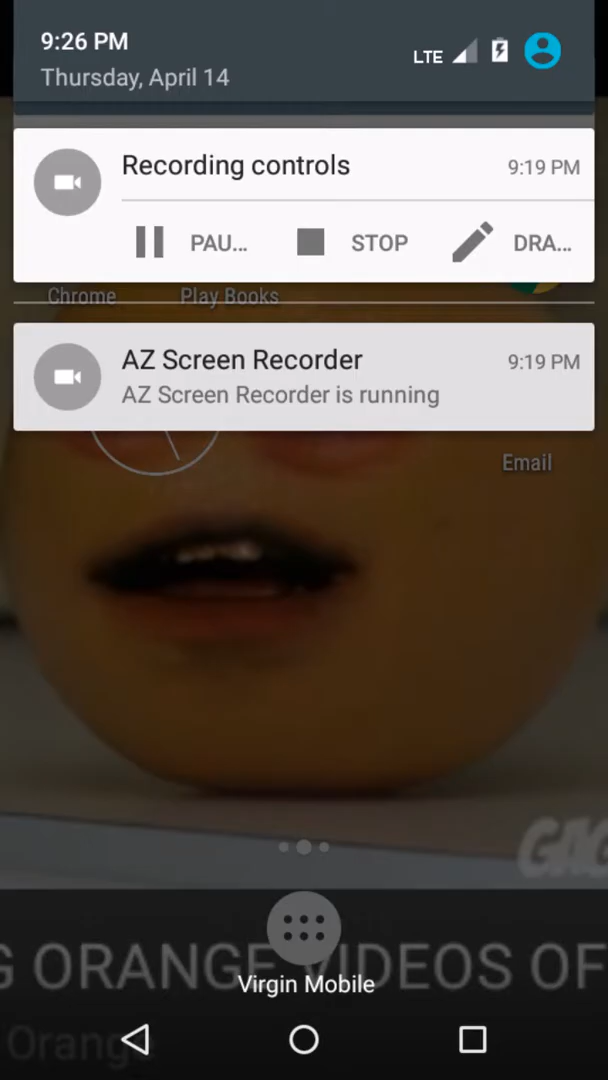 9:26 PM
LTE
Thursday, April 14
Recording controls
9:19 PM
PAU...
STOP
DRA...
Chrome
Play Books
AZ Screen Recorder
9:19 PM
AZ Screen Recorder is running
Email
GAG
G ORANGE VIDEOS OF
Virgin Mobile
Orange